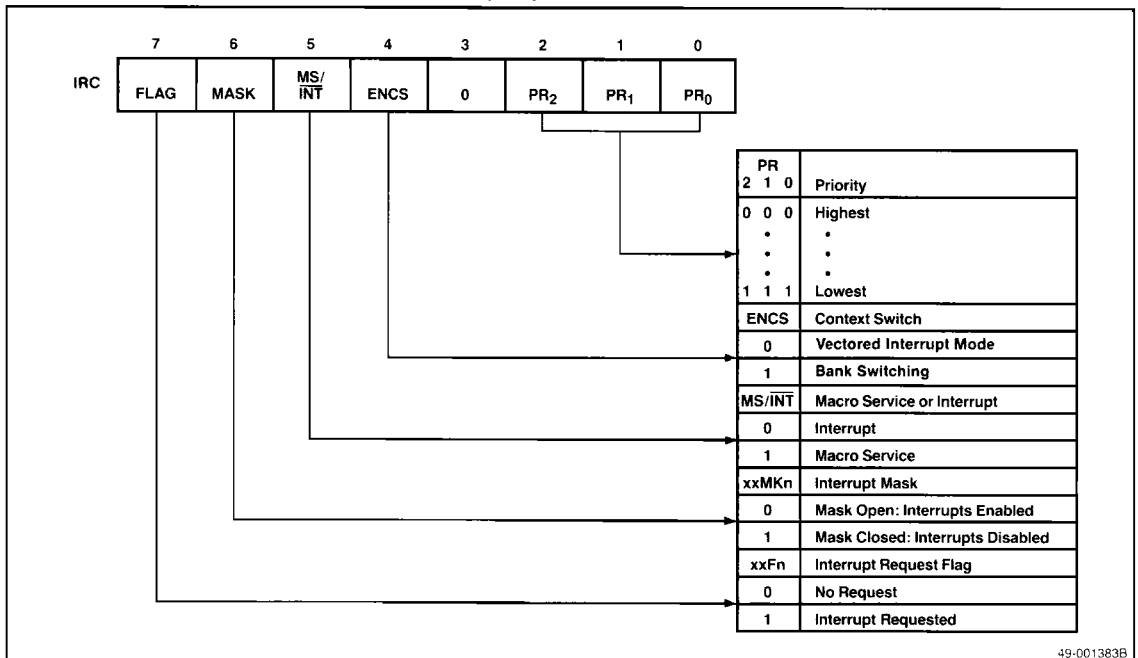 7 6 5 4 3 2 1 0
IRC FLAG MASK MS/INT ENCS 0 PR2 PR1 PR0
PR
2 1 0 Priority
0 0 0 Highest
• •
• •
• •
1 1 1 Lowest
ENCS Context Switch
0 Vectored Interrupt Mode
1 Bank Switching
MS/INT Macro Service or Interrupt
0 Interrupt
1 Macro Service
xxMKn Interrupt Mask
0 Mask Open: Interrupts Enabled
1 Mask Closed: Interrupts Disabled
xxFn Interrupt Request Flag
0 No Request
1 Interrupt Requested
49-001383B